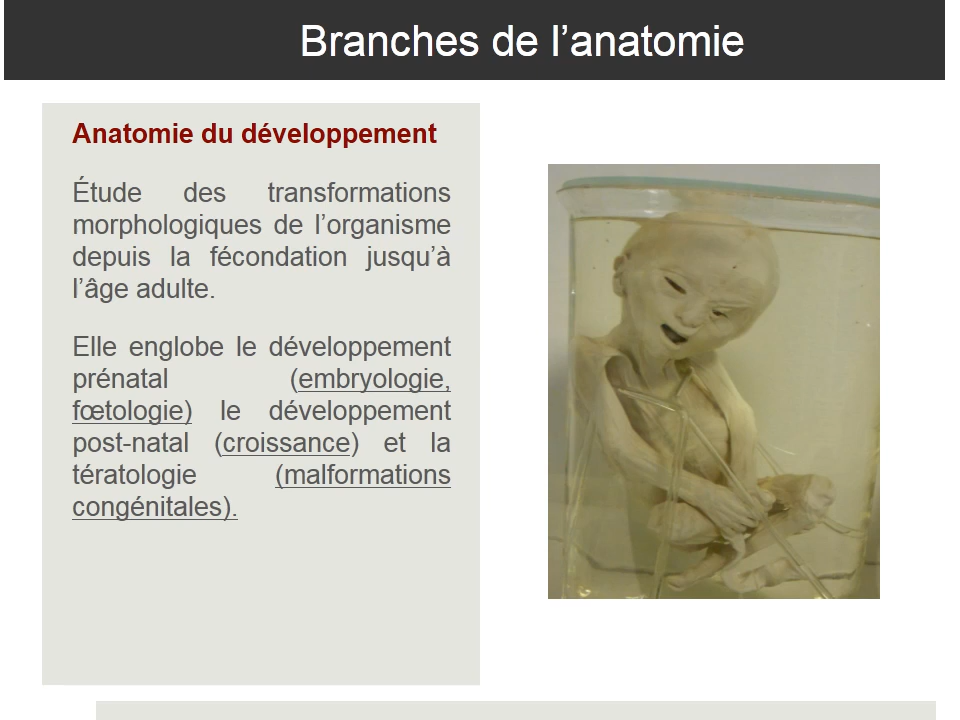 Branches de l’anatomie
Anatomie du développement
Étude des transformations
morphologiques de l’organisme
depuis la fécondation jusqu’à
l’âge adulte.
Elle englobe le développement
prénatal (embryologie,
fœtologie) le développement
post-natal (croissance) et la
tératologie (malformations
congénitales).